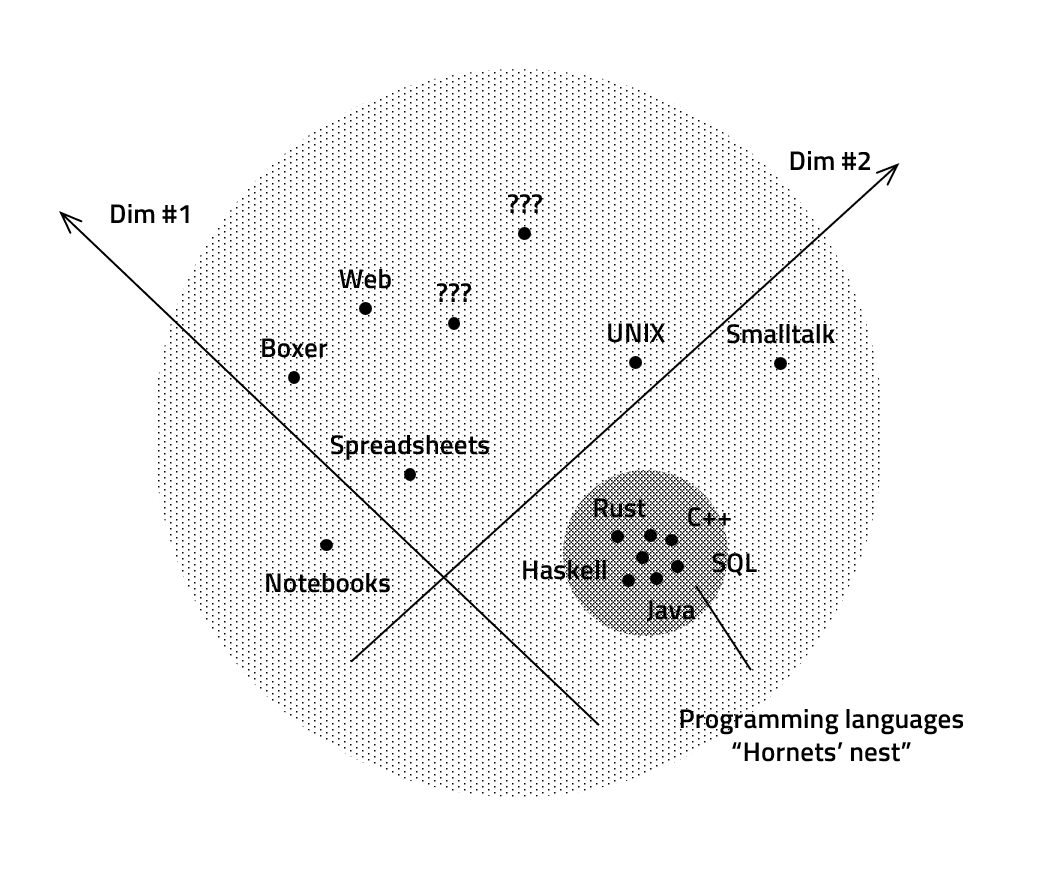 Dim #2
???
Dim #1
Web
???
UNIX
Smalltalk
Boxer
Spreadsheets
Rust
C++
SQL
Haskell
Notebooks
Java
Programming languages
“Hornets’ nest”